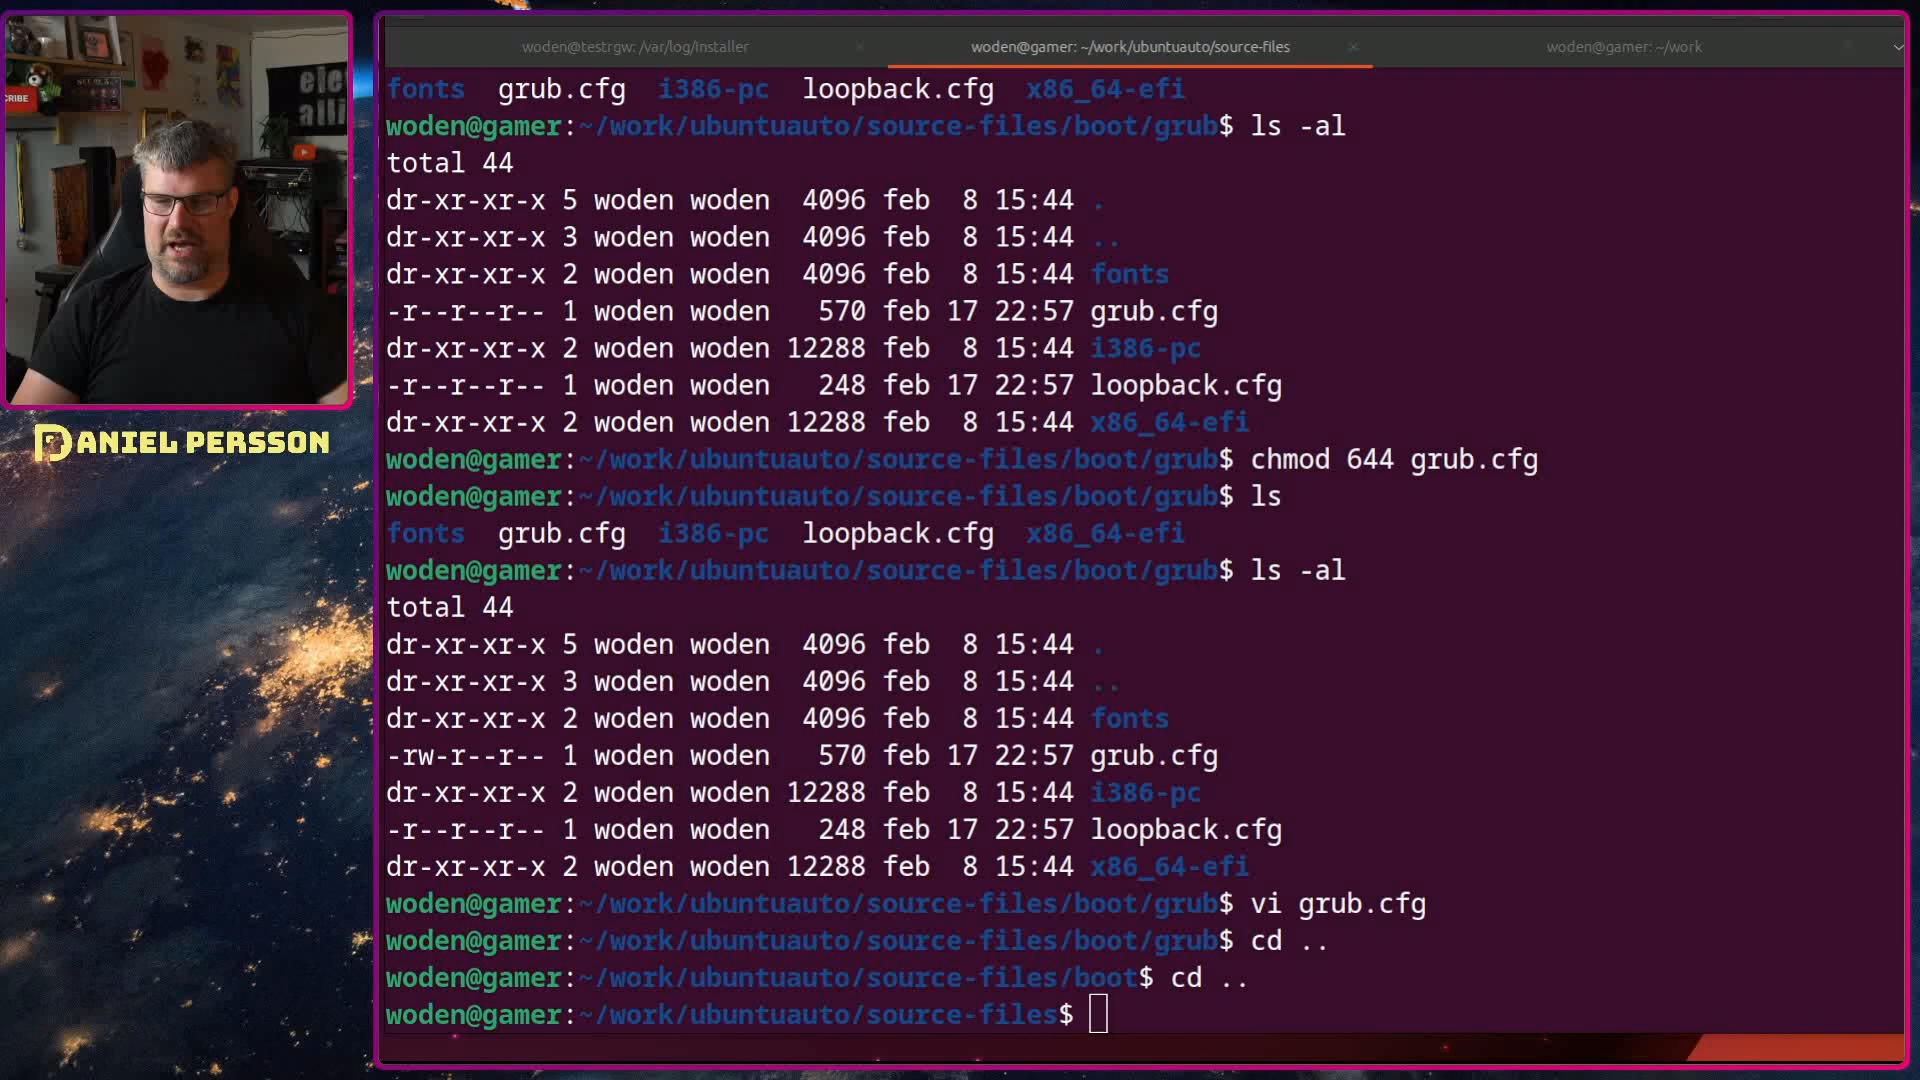 woden@testrgw: /var/log/installer
woden@gamer: ~/work/ubuntuauto/source-files
woden@gamer: ~/work
fonts grub.cfg i386-pc loopback.cfg x86_64-efi
woden@gamer:~/work/ubuntuauto/source-files/boot/grub$ ls -al
total 44
dr-xr-xr-x 5 woden woden 4096 feb 8 15:44 .
dr-xr-xr-x 3 woden woden 4096 feb 8 15:44 ..
dr-xr-xr-x 2 woden woden 4096 feb 8 15:44 fonts
-r--r--r-- 1 woden woden 570 feb 17 22:57 grub.cfg
dr-xr-xr-x 2 woden woden 12288 feb 8 15:44 i386-pc
-r--r--r-- 1 woden woden 248 feb 17 22:57 loopback.cfg
dr-xr-xr-x 2 woden woden 12288 feb 8 15:44 x86_64-efi
woden@gamer:~/work/ubuntuauto/source-files/boot/grub$ chmod 644 grub.cfg
woden@gamer:~/work/ubuntuauto/source-files/boot/grub$ ls
fonts grub.cfg i386-pc loopback.cfg x86_64-efi
woden@gamer:~/work/ubuntuauto/source-files/boot/grub$ ls -al
total 44
dr-xr-xr-x 5 woden woden 4096 feb 8 15:44 .
dr-xr-xr-x 3 woden woden 4096 feb 8 15:44 ..
dr-xr-xr-x 2 woden woden 4096 feb 8 15:44 fonts
-rw-r--r-- 1 woden woden 570 feb 17 22:57 grub.cfg
dr-xr-xr-x 2 woden woden 12288 feb 8 15:44 i386-pc
-r--r--r-- 1 woden woden 248 feb 17 22:57 loopback.cfg
dr-xr-xr-x 2 woden woden 12288 feb 8 15:44 x86_64-efi
woden@gamer:~/work/ubuntuauto/source-files/boot/grub$ vi grub.cfg
woden@gamer:~/work/ubuntuauto/source-files/boot/grub$ cd ..
woden@gamer:~/work/ubuntuauto/source-files/boot$ cd ..
woden@gamer:~/work/ubuntuauto/source-files$
CRIBE
DANIEL PERSSON